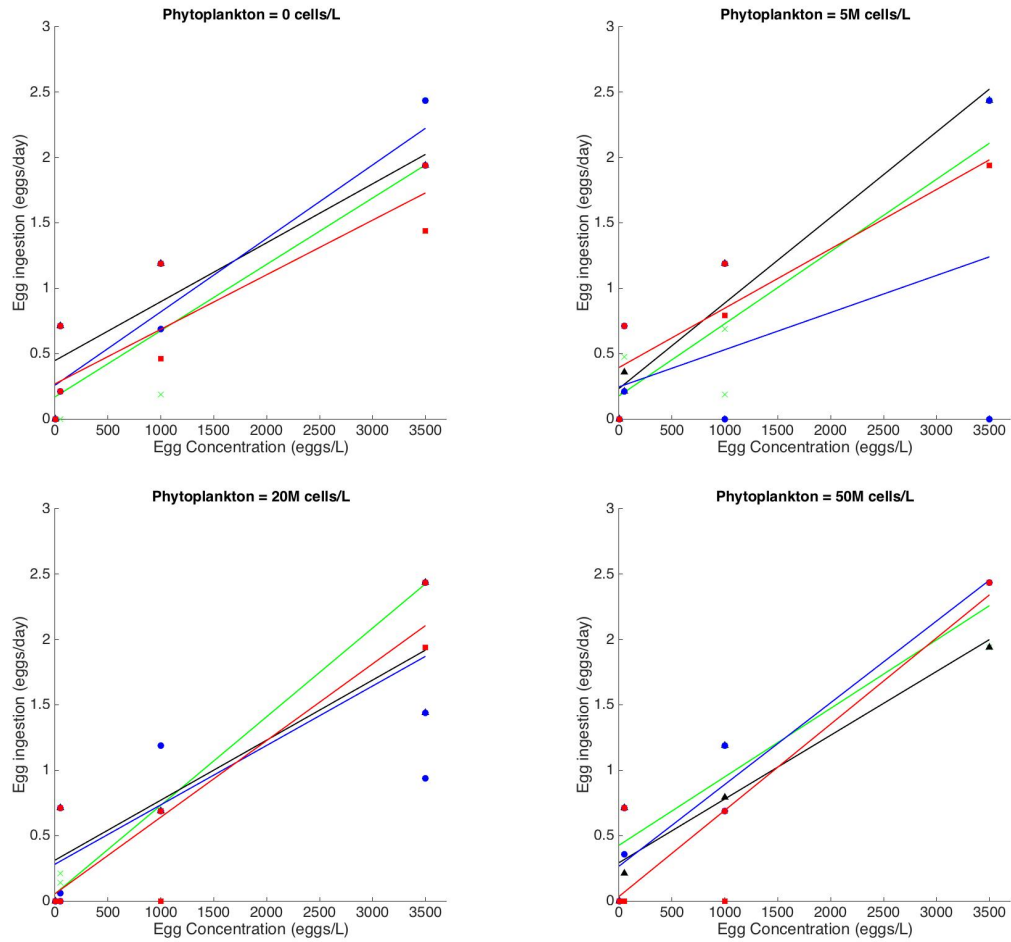 Phytoplankton = 0 cells/L
3
2.5
2
1.5
1
0.5
0
Egg ingestion (eggs/day)
0 500 1000 1500 2000 2500 3000 3500
Egg Concentration (eggs/L)
Phytoplankton = 5M cells/L
3
2.5
2
1.5
1
0.5
0
Egg ingestion (eggs/day)
0 500 1000 1500 2000 2500 3000 3500
Egg Concentration (eggs/L)
Phytoplankton = 20M cells/L
3
2.5
2
1.5
1
0.5
0
Egg ingestion (eggs/day)
0 500 1000 1500 2000 2500 3000 3500
Egg Concentration (eggs/L)
Phytoplankton = 50M cells/L
3
2.5
2
1.5
1
0.5
0
Egg ingestion (eggs/day)
0 500 1000 1500 2000 2500 3000 3500
Egg Concentration (eggs/L)